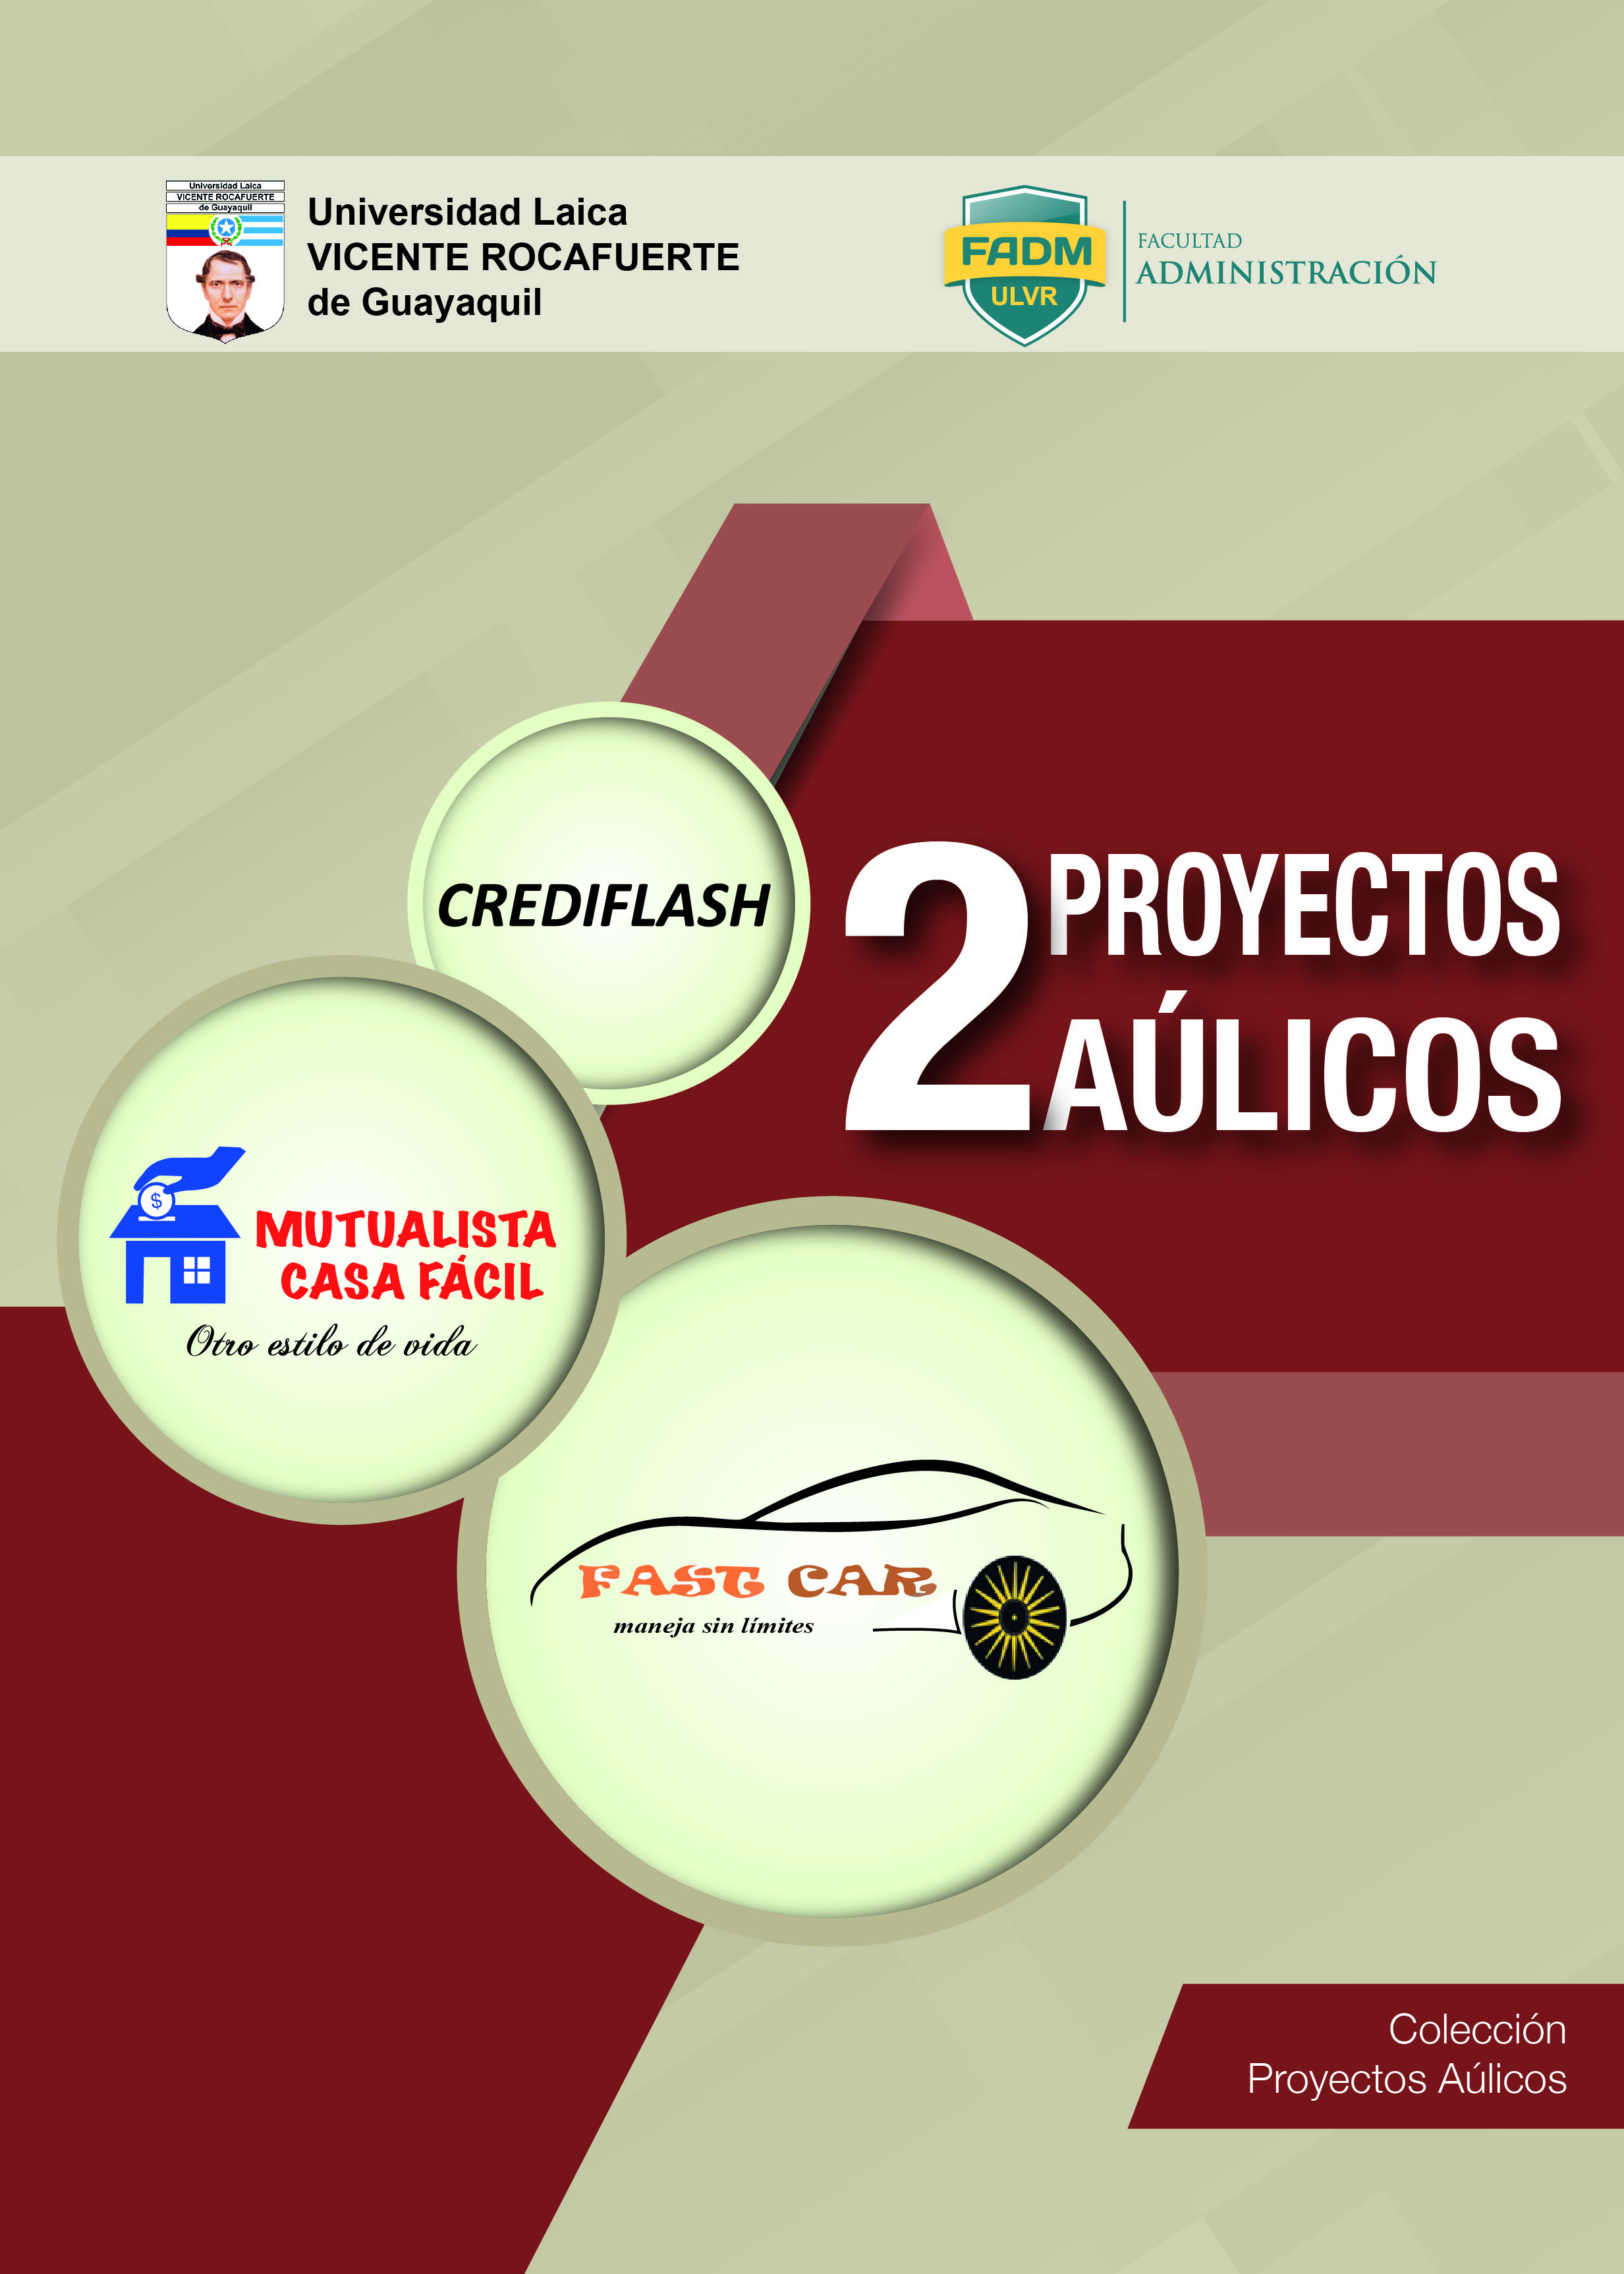 Universidad Laica
VICENTE ROCAFUERTE
de Guayaquil
Universidad Laica
VICENTE ROCAFUERTE
de Guayaquil
FADM
ULVR
FACULTAD
ADMINISTRACIÓN
CREDIFLASH
2 PROYECTOS
AÚLICOS
$
MUTUALISTA
CASA FÁCIL
Otro estilo de vida
FAST CAR
maneja sin límites
Colección
Proyectos Aúlicos